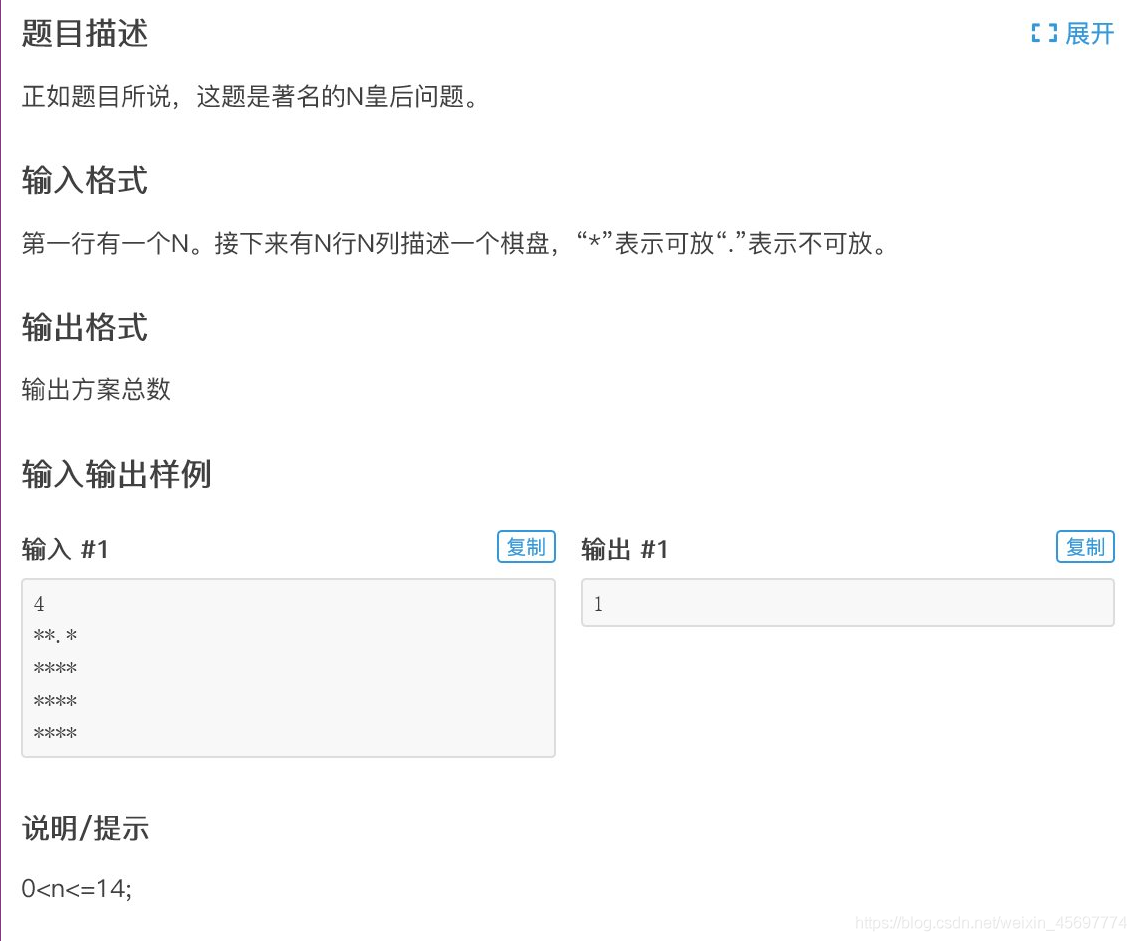 题目描述
展开
正如题目所说，这题是著名的N皇后问题。
输入格式
第一行有一个N。接下来有N行N列描述一个棋盘，“*”表示可放“.”表示不可放。
输出格式
输出方案总数
输入输出样例
输入 #1
复制
4
**.*
****
****
****
输出 #1
复制
1
说明/提示
0<n<=14;
https://blog.csdn.net/weixin_45697774